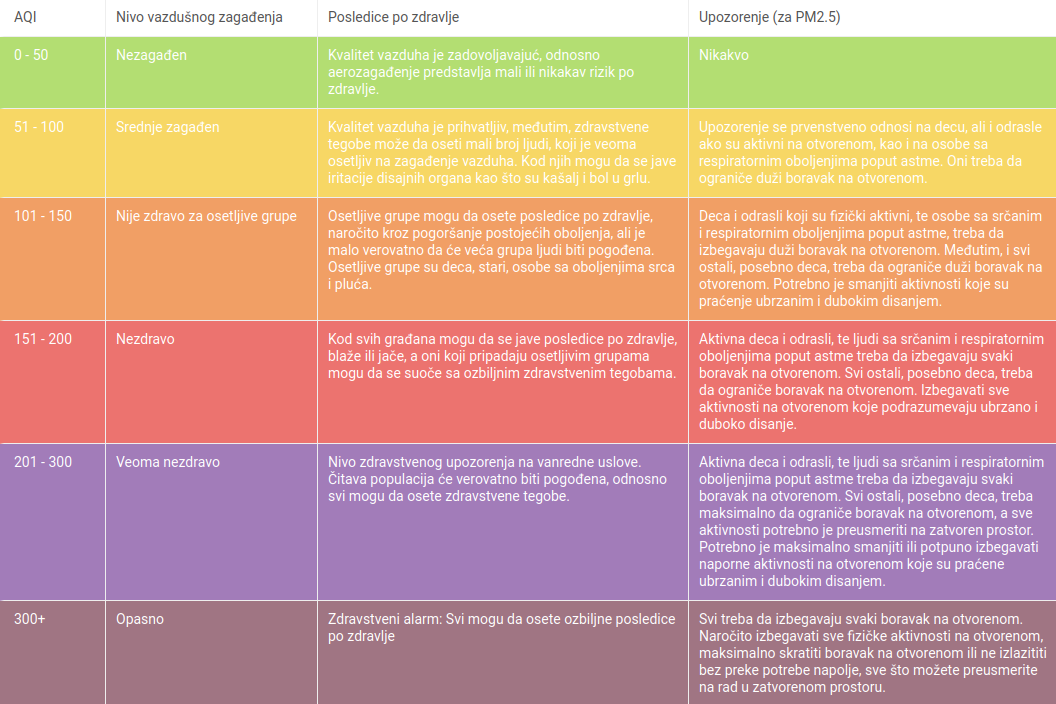 AQI
Nivo vazdušnog zagađenja
Posledice po zdravlje
Upozorenje (za PM2.5)
0 - 50
Nezagađen
Kvalitet vazduha je zadovoljavajuć, odnosno
aerozagađenje predstavlja mali ili nikakav rizik po
zdravlje.
Nikakvo
51 - 100
Srednje zagađen
Kvalitet vazduha je prihvatljiv, međutim, zdravstvene
tegobe može da oseti mali broj ljudi, koji je veoma
osetljiv na zagađenje vazduha. Kod njih mogu da se jave
iritacije disajnih organa kao što su kašalj i bol u grlu.
Upozorenje se prvenstveno odnosi na decu, ali i odrasle
ako su aktivni na otvorenom, kao i na osobe sa
respiratornim oboljenjima poput astme. Oni treba da
ograniče duži boravak na otvorenom.
101 - 150
Nije zdravo za osetljive grupe
Osetljive grupe mogu da osete posledice po zdravlje,
naročito kroz pogoršanje postojećih oboljenja, ali je
malo verovatno da će veća grupa ljudi biti pogođena.
Osetljive grupe su deca, stari, osobe sa oboljenjima srca
i pluća.
Deca i odrasli koji su fizički aktivni, te osobe sa srčanim
i respiratornim oboljenjima poput astme, treba da
izbegavaju duži boravak na otvorenom. Međutim, i svi
ostali, posebno deca, treba da ograniče duži boravak na
otvorenom. Potrebno je smanjiti aktivnosti koje su
praćenje ubrzanim i dubokim disanjem.
151 - 200
Nezdravo
Kod svih građana mogu da se jave posledice po zdravlje,
blaže ili jače, a oni koji pripadaju osetljivim grupama
mogu da se suoče sa ozbiljnim zdravstvenim tegobama.
Aktivna deca i odrasli, te ljudi sa srčanim i respiratornim
oboljenjima poput astme treba da izbegavaju svaki
boravak na otvorenom. Svi ostali, posebno deca, treba
da ograniče boravak na otvorenom. Izbegavati sve
aktivnosti na otvorenom koje podrazumevaju ubrzano i
duboko disanje.
201 - 300
Veoma nezdravo
Nivo zdravstvenog upozorenja na vanredne uslove.
Čitava populacija će verovatno biti pogođena, odnosno
svi mogu da osete zdravstvene tegobe.
Aktivna deca i odrasli, te ljudi sa srčanim i respiratornim
oboljenjima poput astme treba da izbegavaju svaki
boravak na otvorenom. Svi ostali, posebno deca, treba
maksimalno da ograniče boravak na otvorenom, a sve
aktivnosti potrebno je preusmeriti na zatvoren prostor.
Potrebno je maksimalno smanjiti ili potpuno izbegavati
naporne aktivnosti na otvorenom koje su praćene
ubrzanim i dubokim disanjem.
300+
Opasno
Zdravstveni alarm: Svi mogu da osete ozbiljne posledice
po zdravlje
Svi treba da izbegavaju svaki boravak na otvorenom.
Naročito izbegavati sve fizičke aktivnosti na otvorenom,
maksimalno skratiti boravak na otvorenom ili ne izlazititi
bez preke potrebe napolje, sve što možete preusmerite
na rad u zatvorenom prostoru.